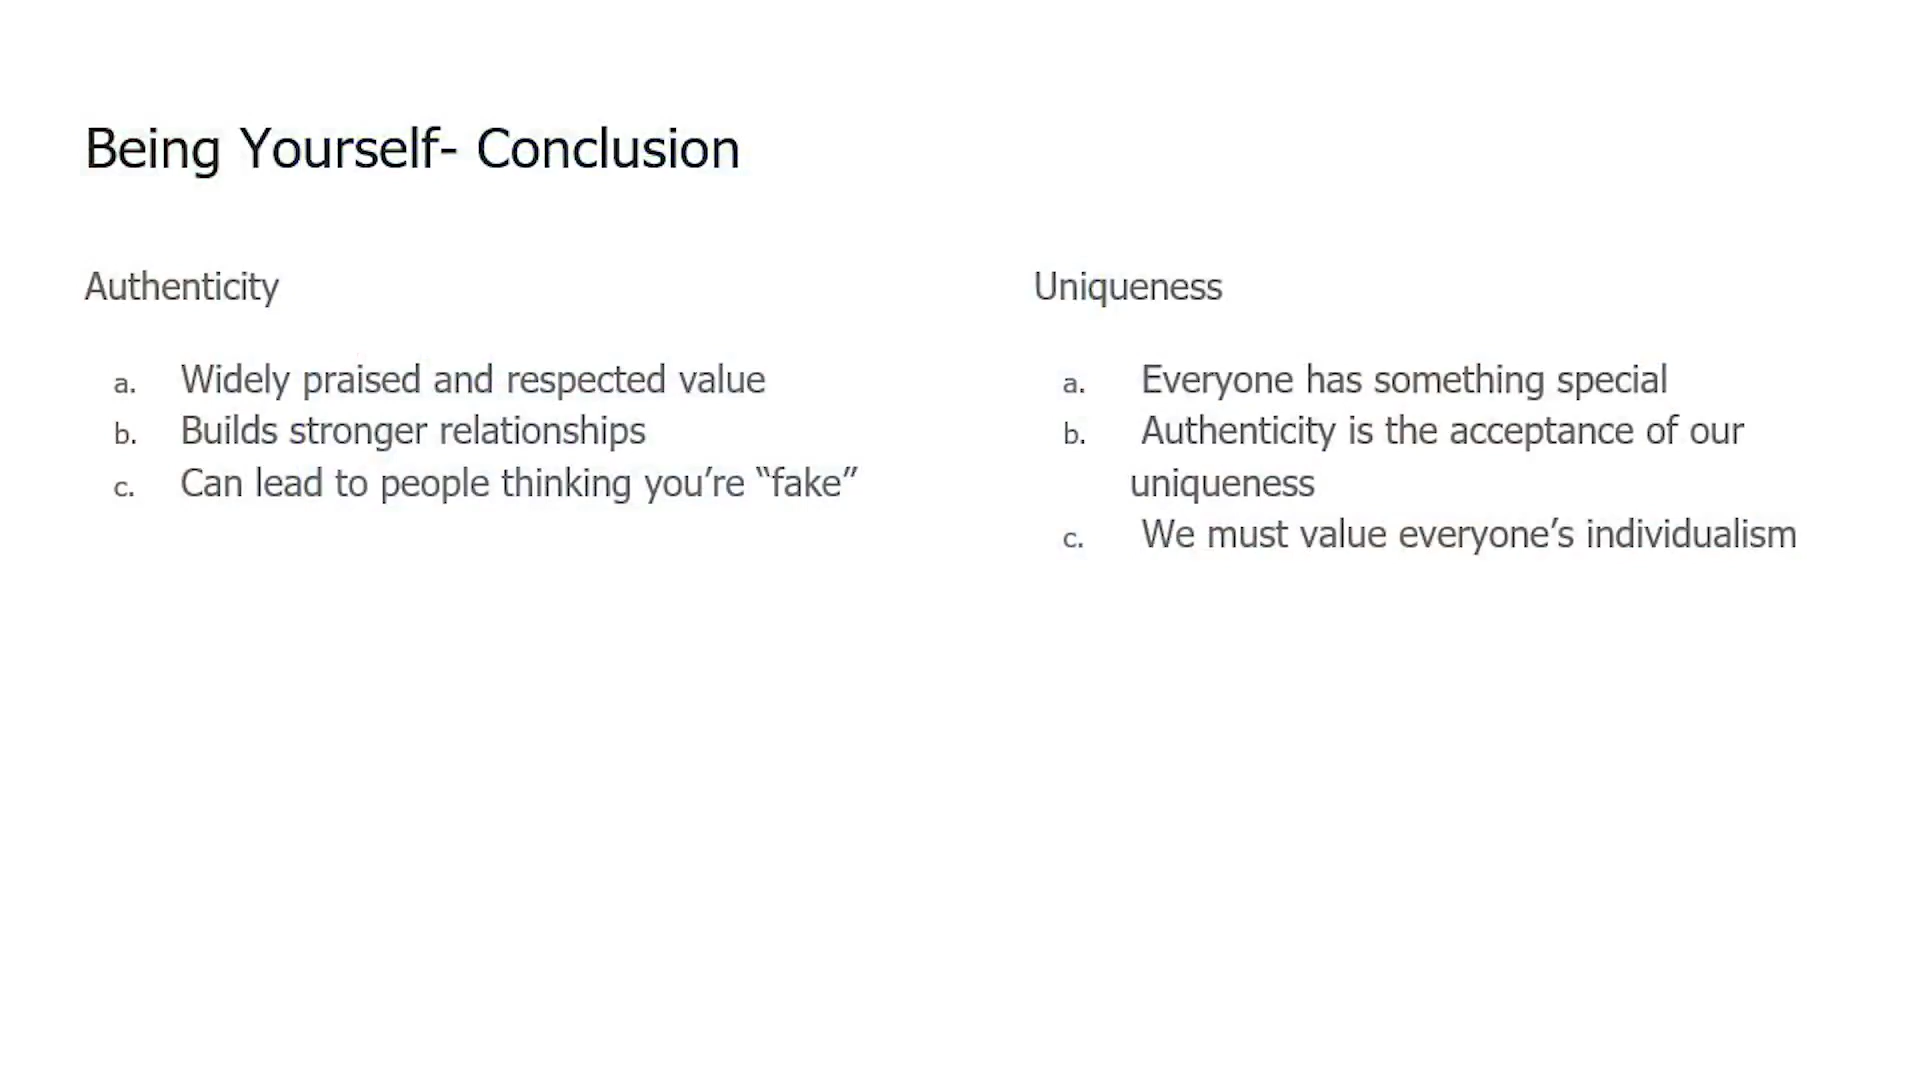 Being Yourself- Conclusion
Authenticity
a. Widely praised and respected value
b. Builds stronger relationships
c. Can lead to people thinking you’re “fake”
Uniqueness
a. Everyone has something special
b. Authenticity is the acceptance of our
uniqueness
c. We must value everyone’s individualism